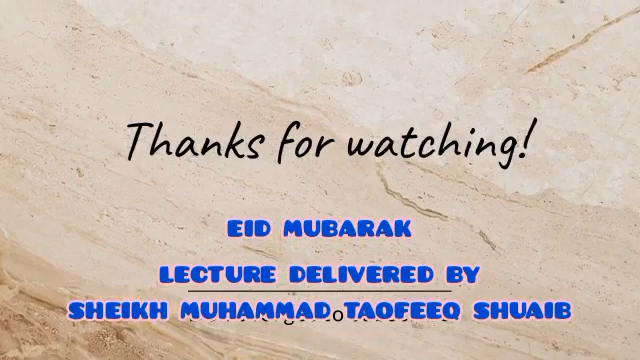 Thanks for watching!
EID MUBARAK
LECTURE DELIVERED BY
SHEIKH MUHAMMAD TAOFEEQ SHUAIB